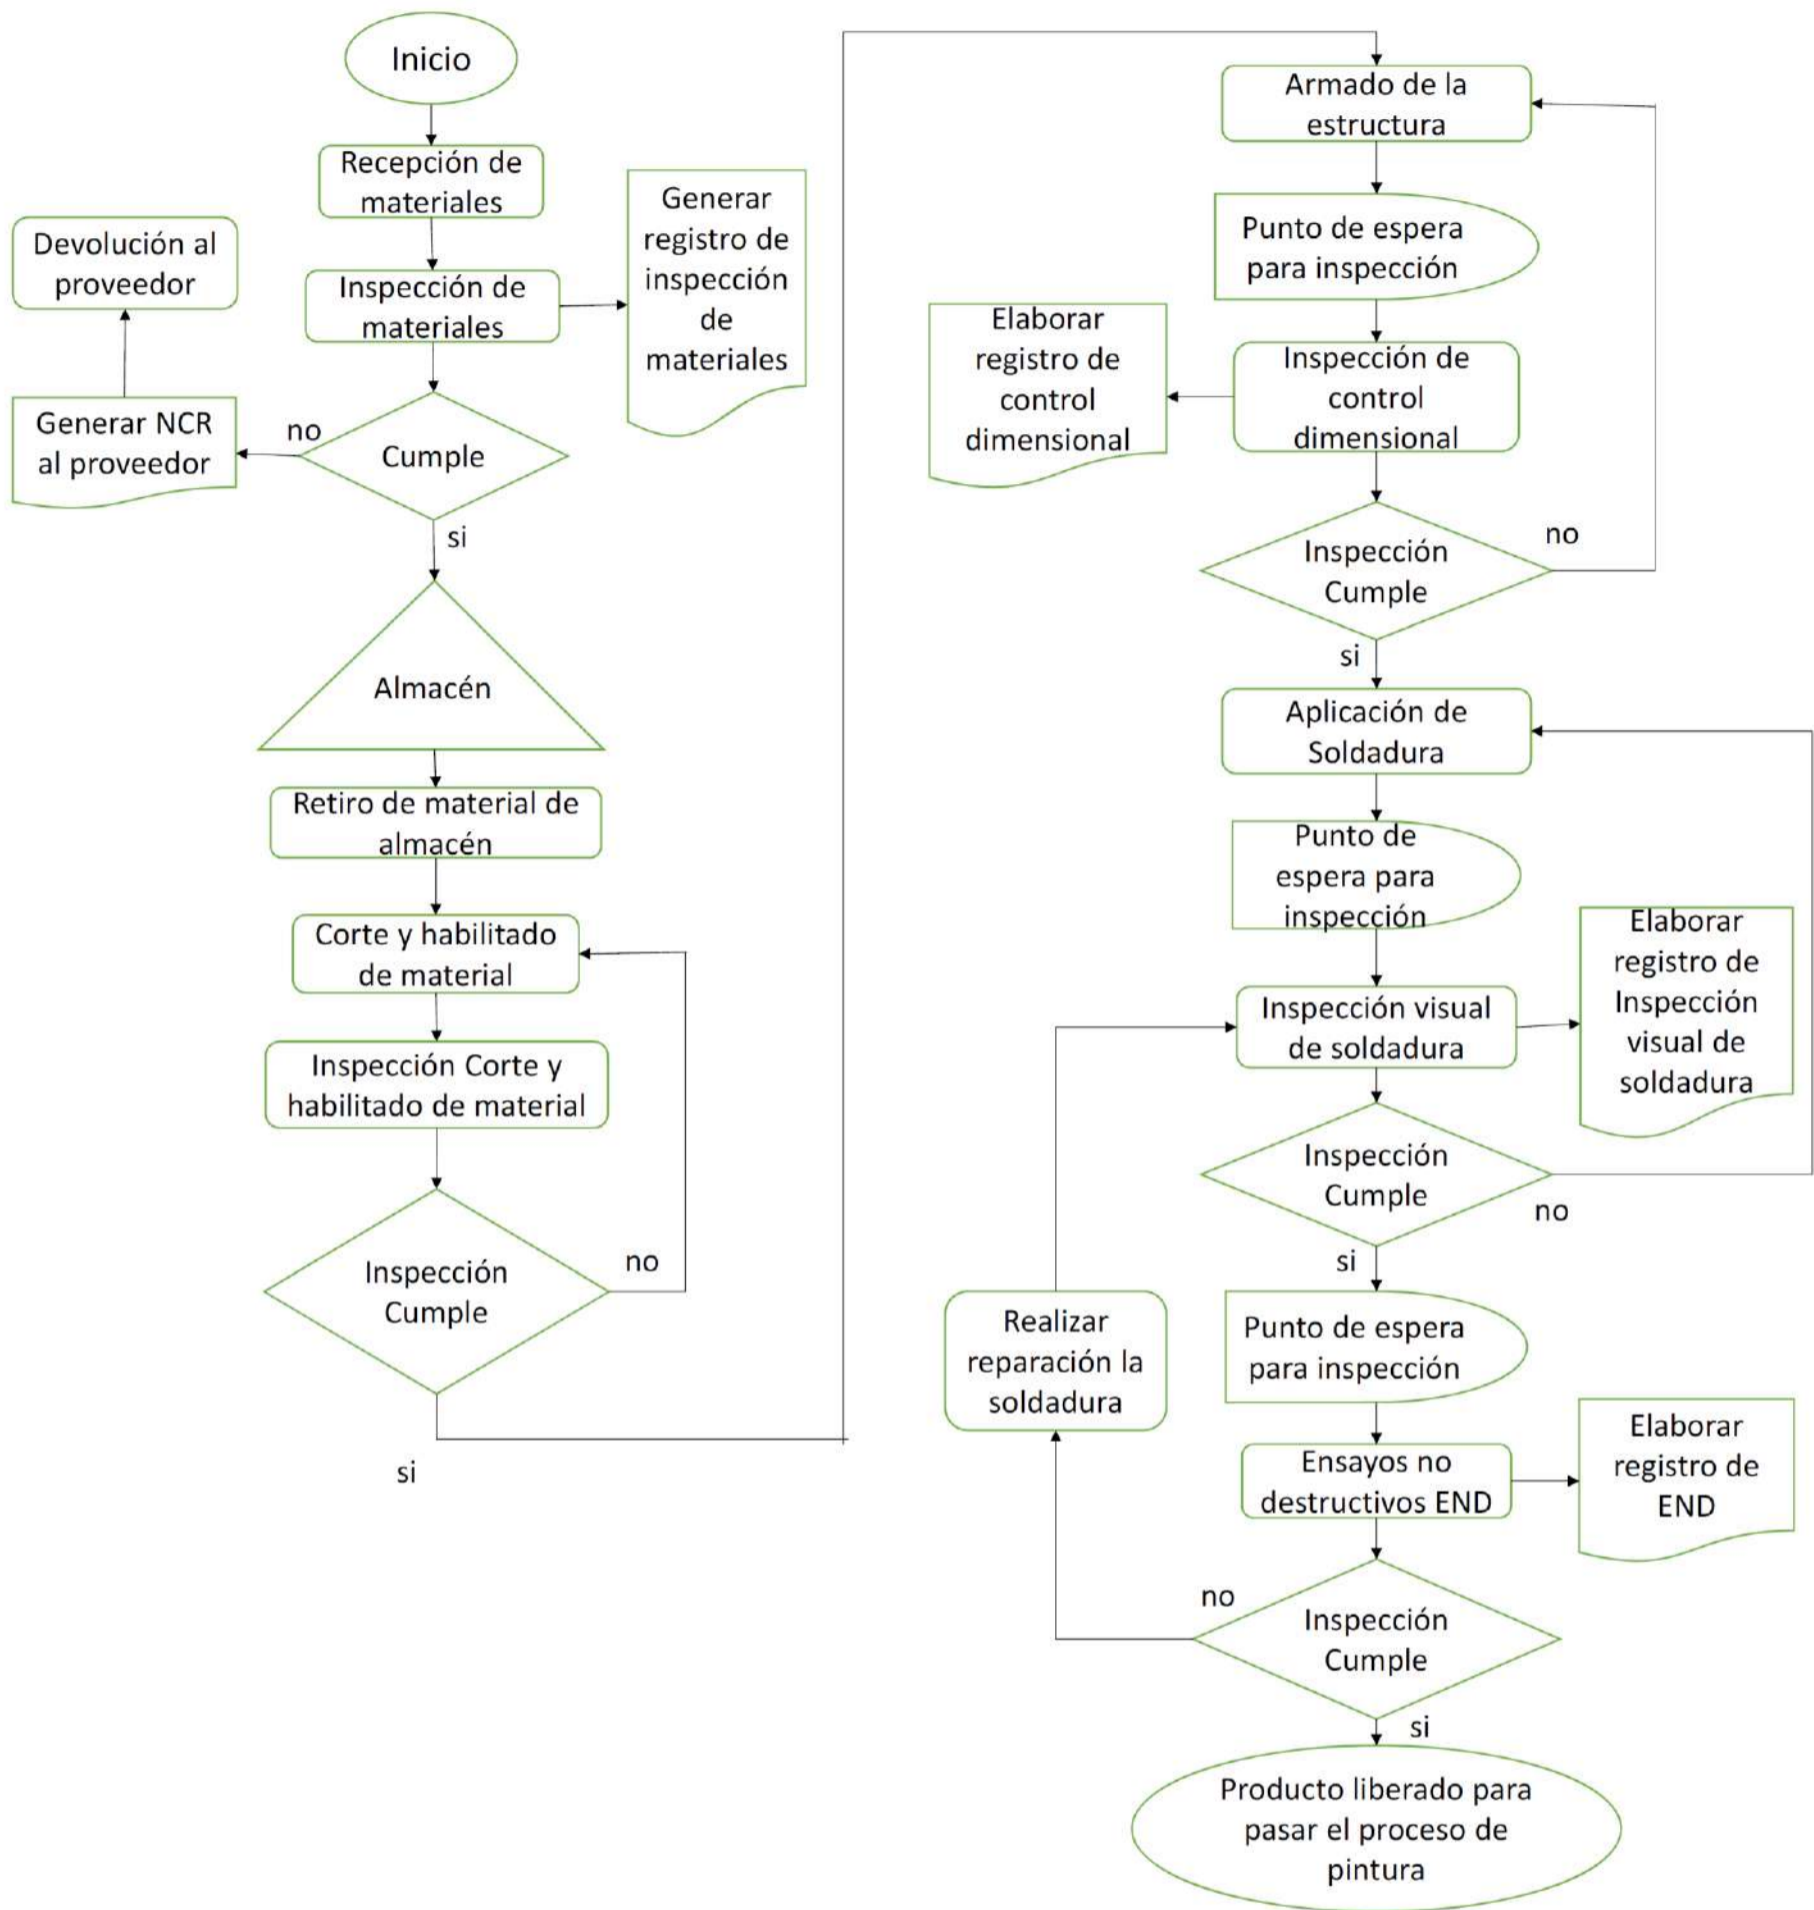 Inicio
Recepción de
materiales
Generar
registro de
inspección
de
materiales
Devolución al
proveedor
Inspección de
materiales
Generar NCR
al proveedor
no
Cumple
si
Almacén
Retiro de material de
almacén
Corte y habilitado
de material
Inspección Corte y
habilitado de material
Inspección
Cumple
no
si
Armado de la
estructura
Punto de espera
para inspección
Elaborar
registro de
control
dimensional
Inspección de
control
dimensional
Inspección
Cumple
no
si
Aplicación de
Soldadura
Punto de
espera para
inspección
Inspección visual
de soldadura
Elaborar
registro de
Inspección
visual de
soldadura
Inspección
Cumple
no
si
Realizar
reparación la
soldadura
Punto de espera
para inspección
Ensayos no
destructivos END
Elaborar
registro de
END
no
Inspección
Cumple
si
Producto liberado para
pasar el proceso de
pintura